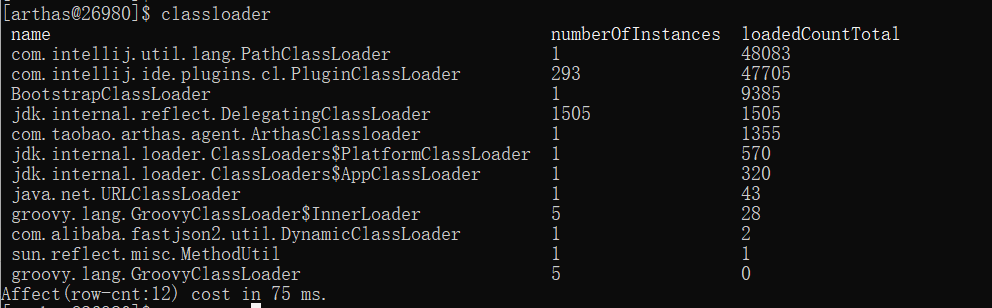 [arthas@26980]$ classloader
name numberOfInstances loadedCountTotal
com.intellij.util.lang.PathClassLoader 1 48083
com.intellij.ide.plugins.cl.PluginClassLoader 293 47705
BootstrapClassLoader 1 9385
jdk.internal.reflect.DelegatingClassLoader 1505 1505
com.taobao.arthas.agent.ArthasClassloader 1 1355
jdk.internal.loader.ClassLoaders$PlatformClassLoader 1 570
jdk.internal.loader.ClassLoaders$AppClassLoader 1 320
java.net.URLClassLoader 1 43
groovy.lang.GroovyClassLoader$InnerLoader 5 28
com.alibaba.fastjson2.util.DynamicClassLoader 1 2
sun.reflect.misc.MethodUtil 1 1
groovy.lang.GroovyClassLoader 5 0
Affect(row-cnt:12) cost in 75 ms.